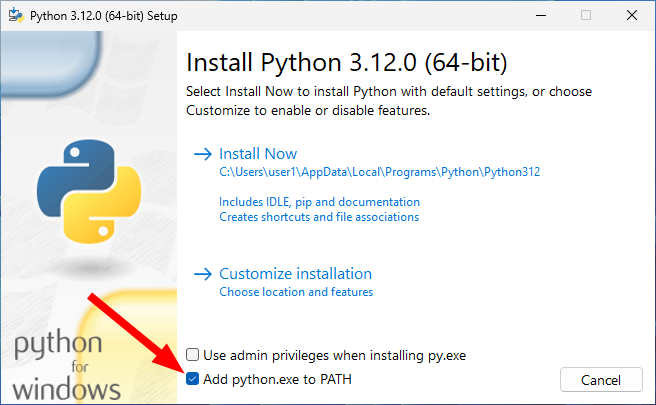 Python 3.12.0 (64-bit) Setup
Install Python 3.12.0 (64-bit)
Select Install Now to install Python with default settings, or choose
Customize to enable or disable features.
Install Now
C:\Users\user1\AppData\Local\Programs\Python\Python312
Includes IDLE, pip and documentation
Creates shortcuts and file associations
Customize installation
Choose location and features
python
for
windows
Use admin privileges when installing py.exe
Add python.exe to PATH
Cancel